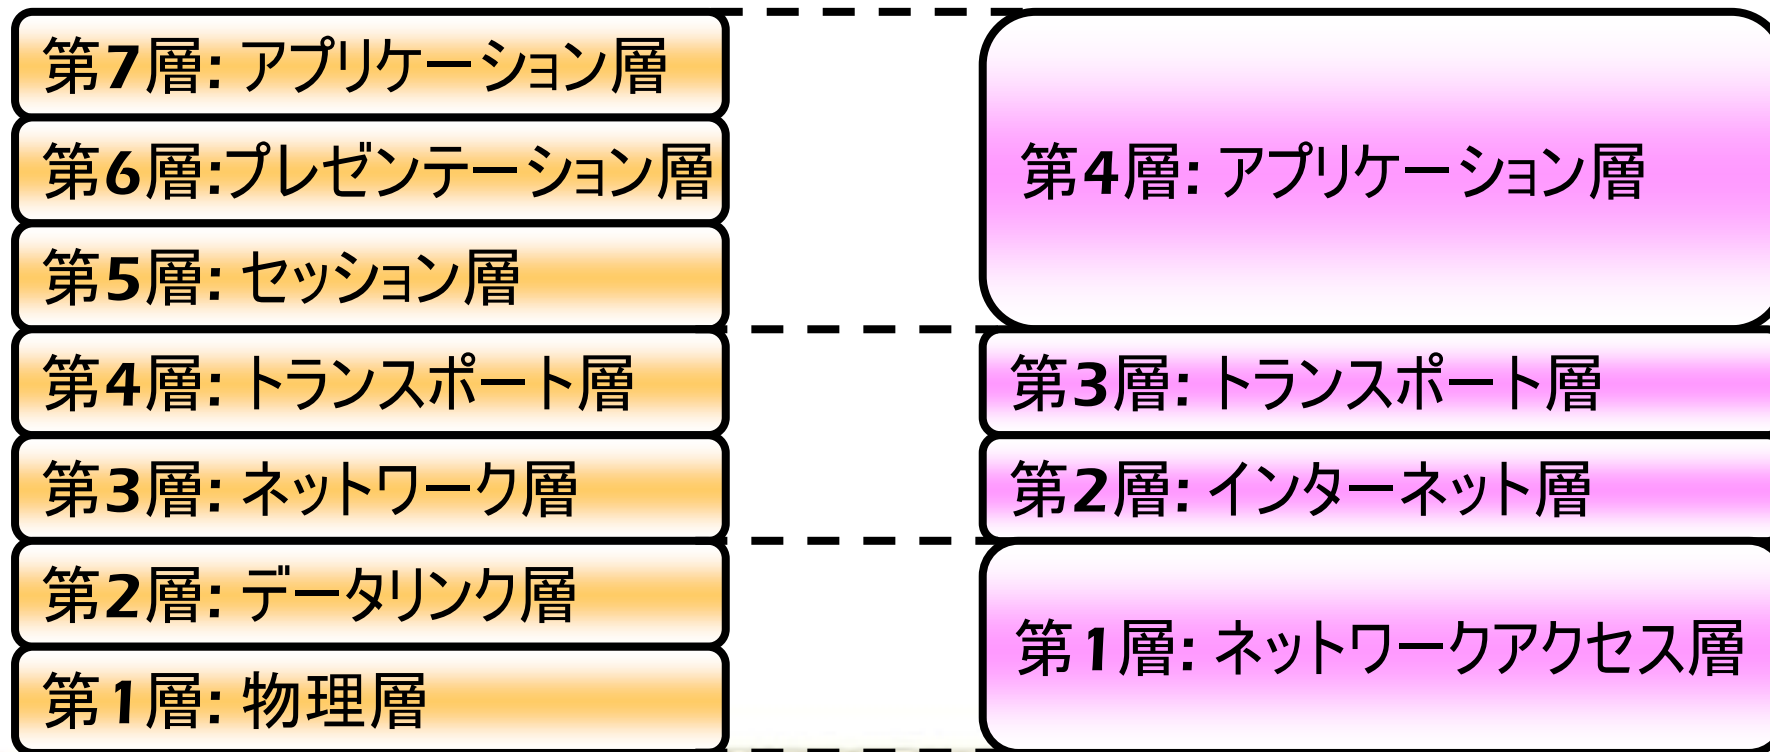 第7層: アプリケーション層
第6層:プレゼンテーション層
第5層: セッション層
第4層: トランスポート層
第3層: ネットワーク層
第2層: データリンク層
第1層: 物理層
第4層: アプリケーション層
第3層: トランスポート層
第2層: インターネット層
第1層: ネットワークアクセス層